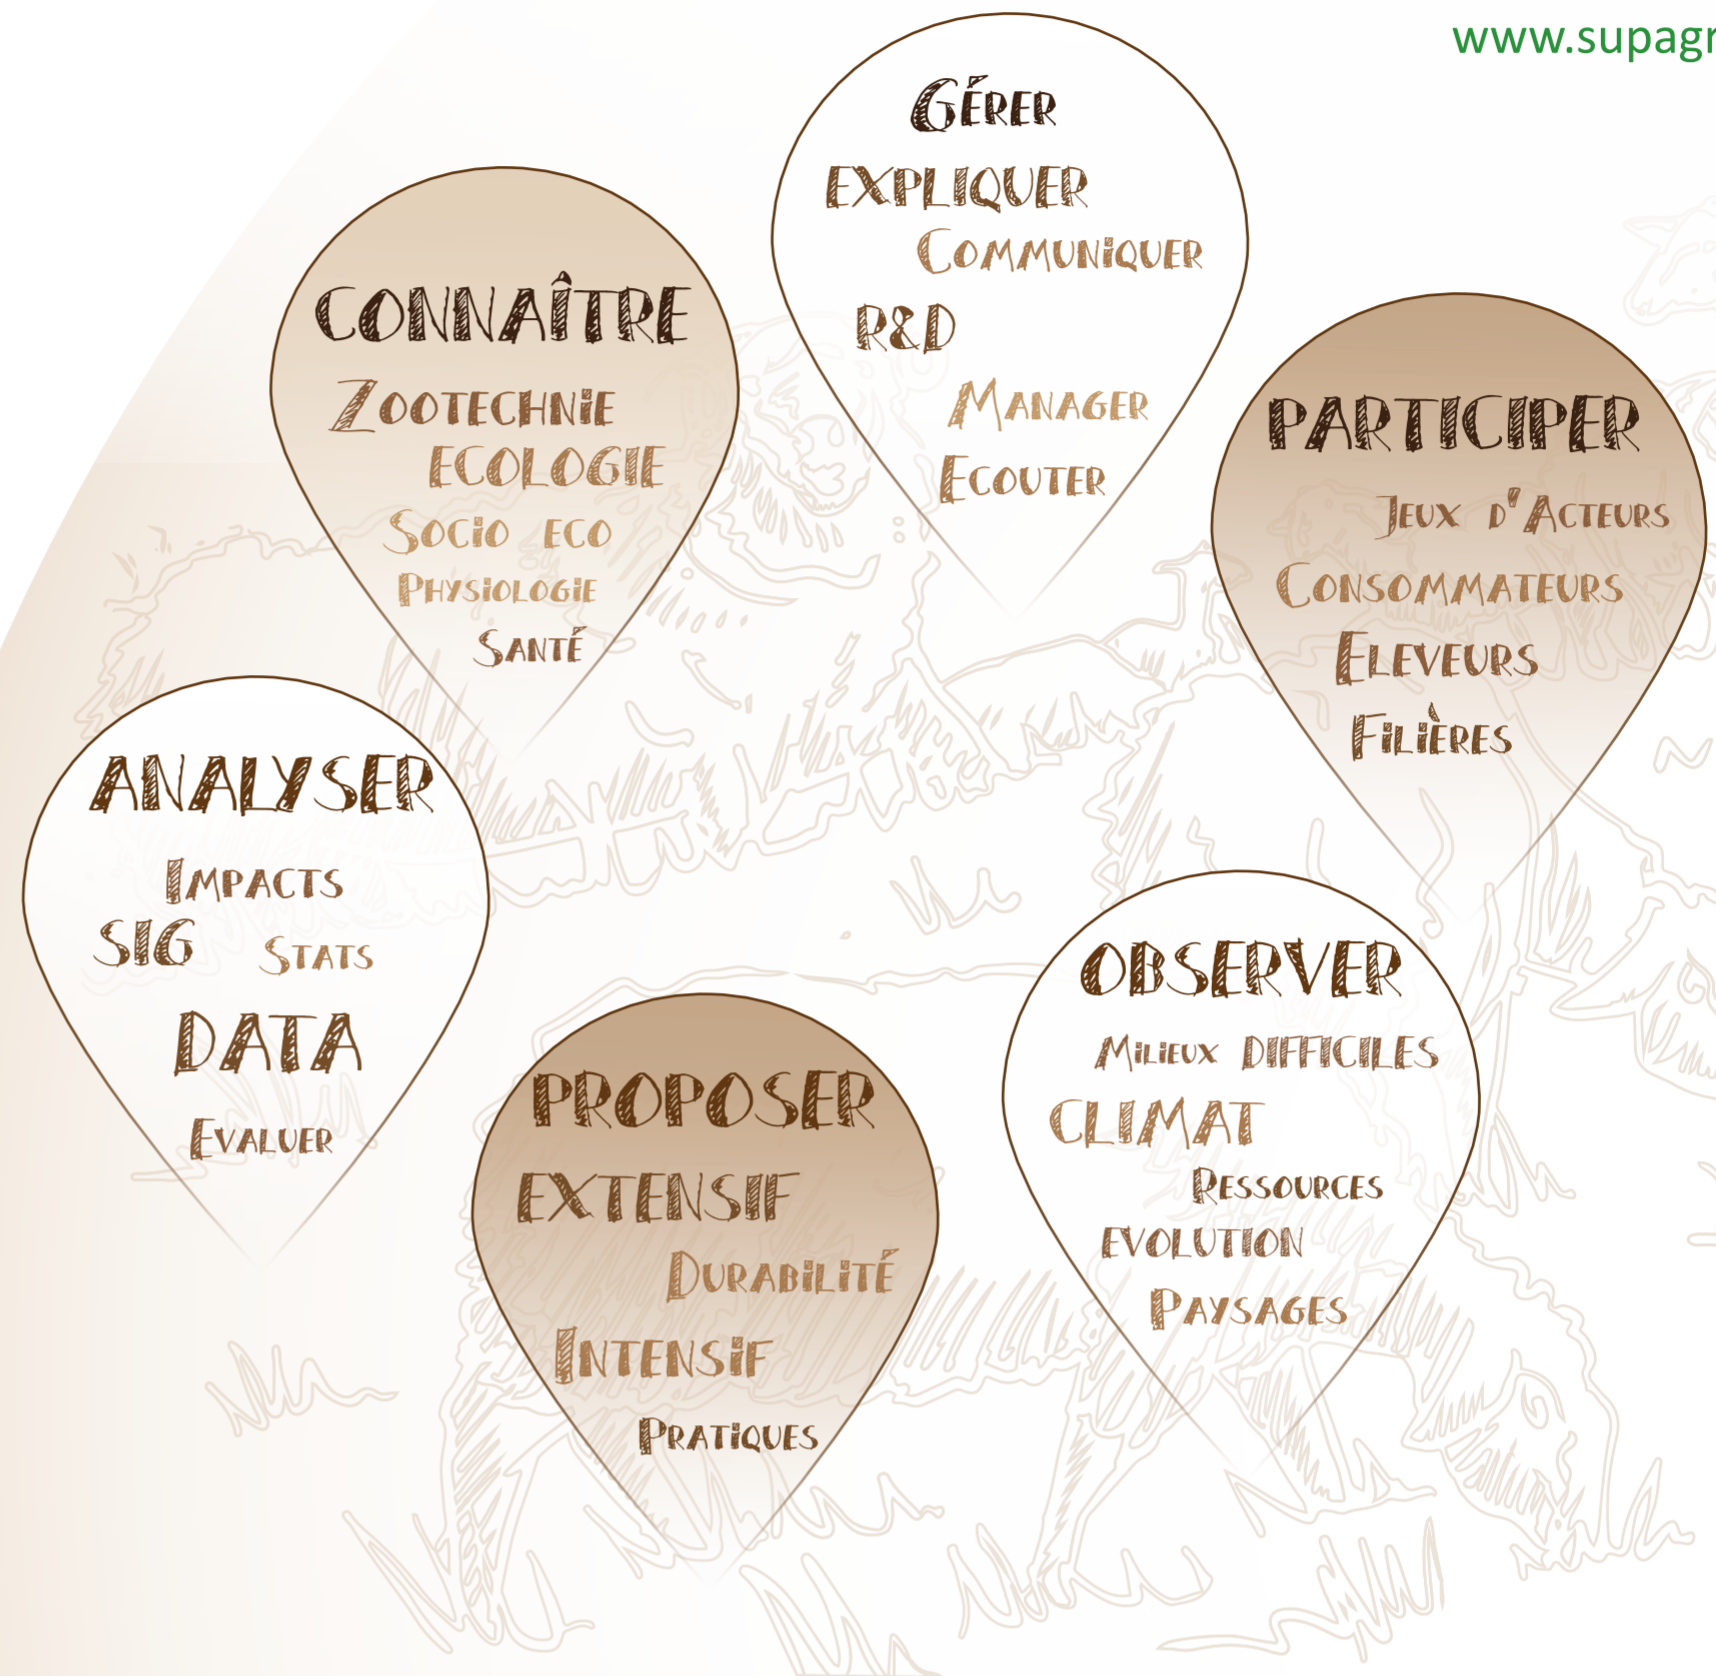 www.supagr
GÉRER
EXPLIQUER
COMMUNIQUER
R&D
MANAGER
ECOUTER
CONNAÎTRE
ZOOTECHNIE
ECOLOGIE
SOCIO ECO
PHYSIOLOGIE
SANTÉ
PARTICIPER
JEUX D'ACTEURS
CONSOMMATEURS
ELEVEURS
FILIÈRES
ANALYSER
IMPACTS
SIG STATS
DATA
EVALUER
PROPOSER
EXTENSIF
DURABILITÉ
INTENSIF
PRATIQUES
OBSERVER
MILIEUX DIFFICILES
CLIMAT
RESSOURCES
EVOLUTION
PAYSAGES